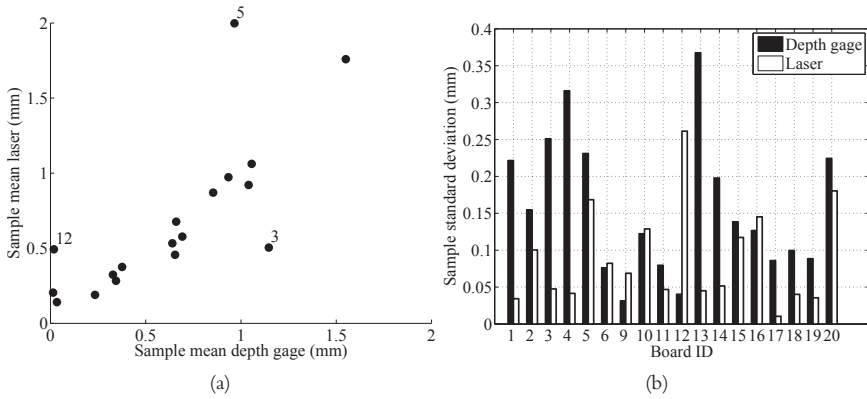 2
1.5
1
0.5
0
5
12
3
0 0.5 1 1.5 2
Sample mean laser (mm)
Sample mean depth gage (mm)
(a)
0.4
0.35
0.3
0.25
0.2
0.15
0.1
0.05
0
Depth gage
Laser
1 2 3 4 5 6 9 10 11 12 13 14 15 16 17 18 19 20
Sample standard deviation (mm)
Board ID
(b)